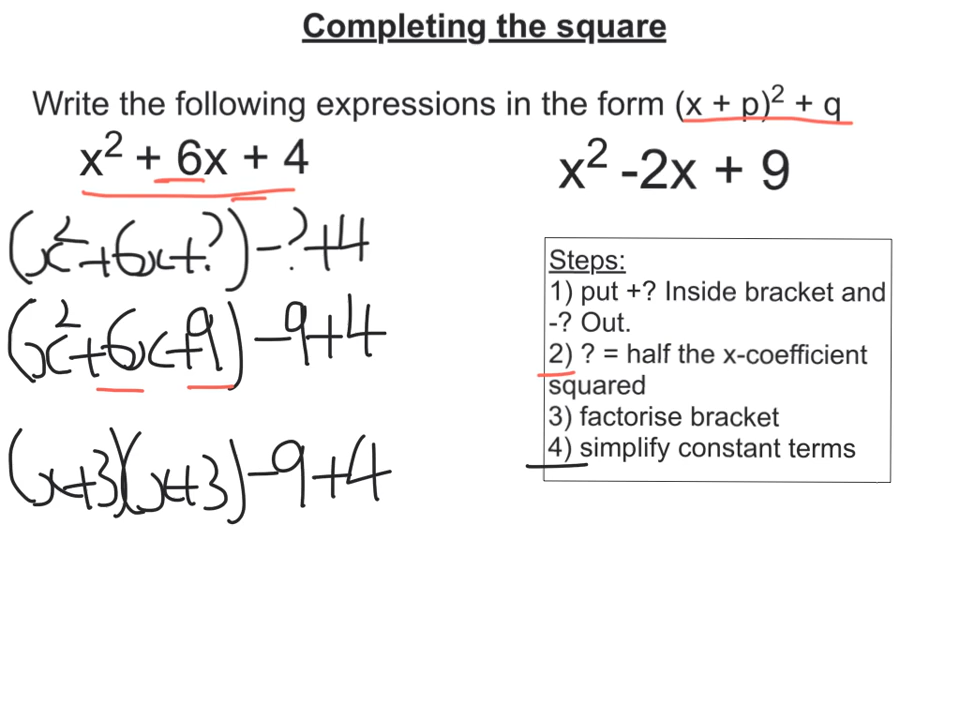 Completing the square
Write the following expressions in the form (x + p)² + q
x² + 6x + 4
(x²+6x+?)-?+4
(x²+6x+9)-9+4
(x+3)(x+3)-9+4
x² -2x + 9
Steps:
1) put +? Inside bracket and
-? Out.
2) ? = half the x-coefficient
squared
3) factorise bracket
4) simplify constant terms